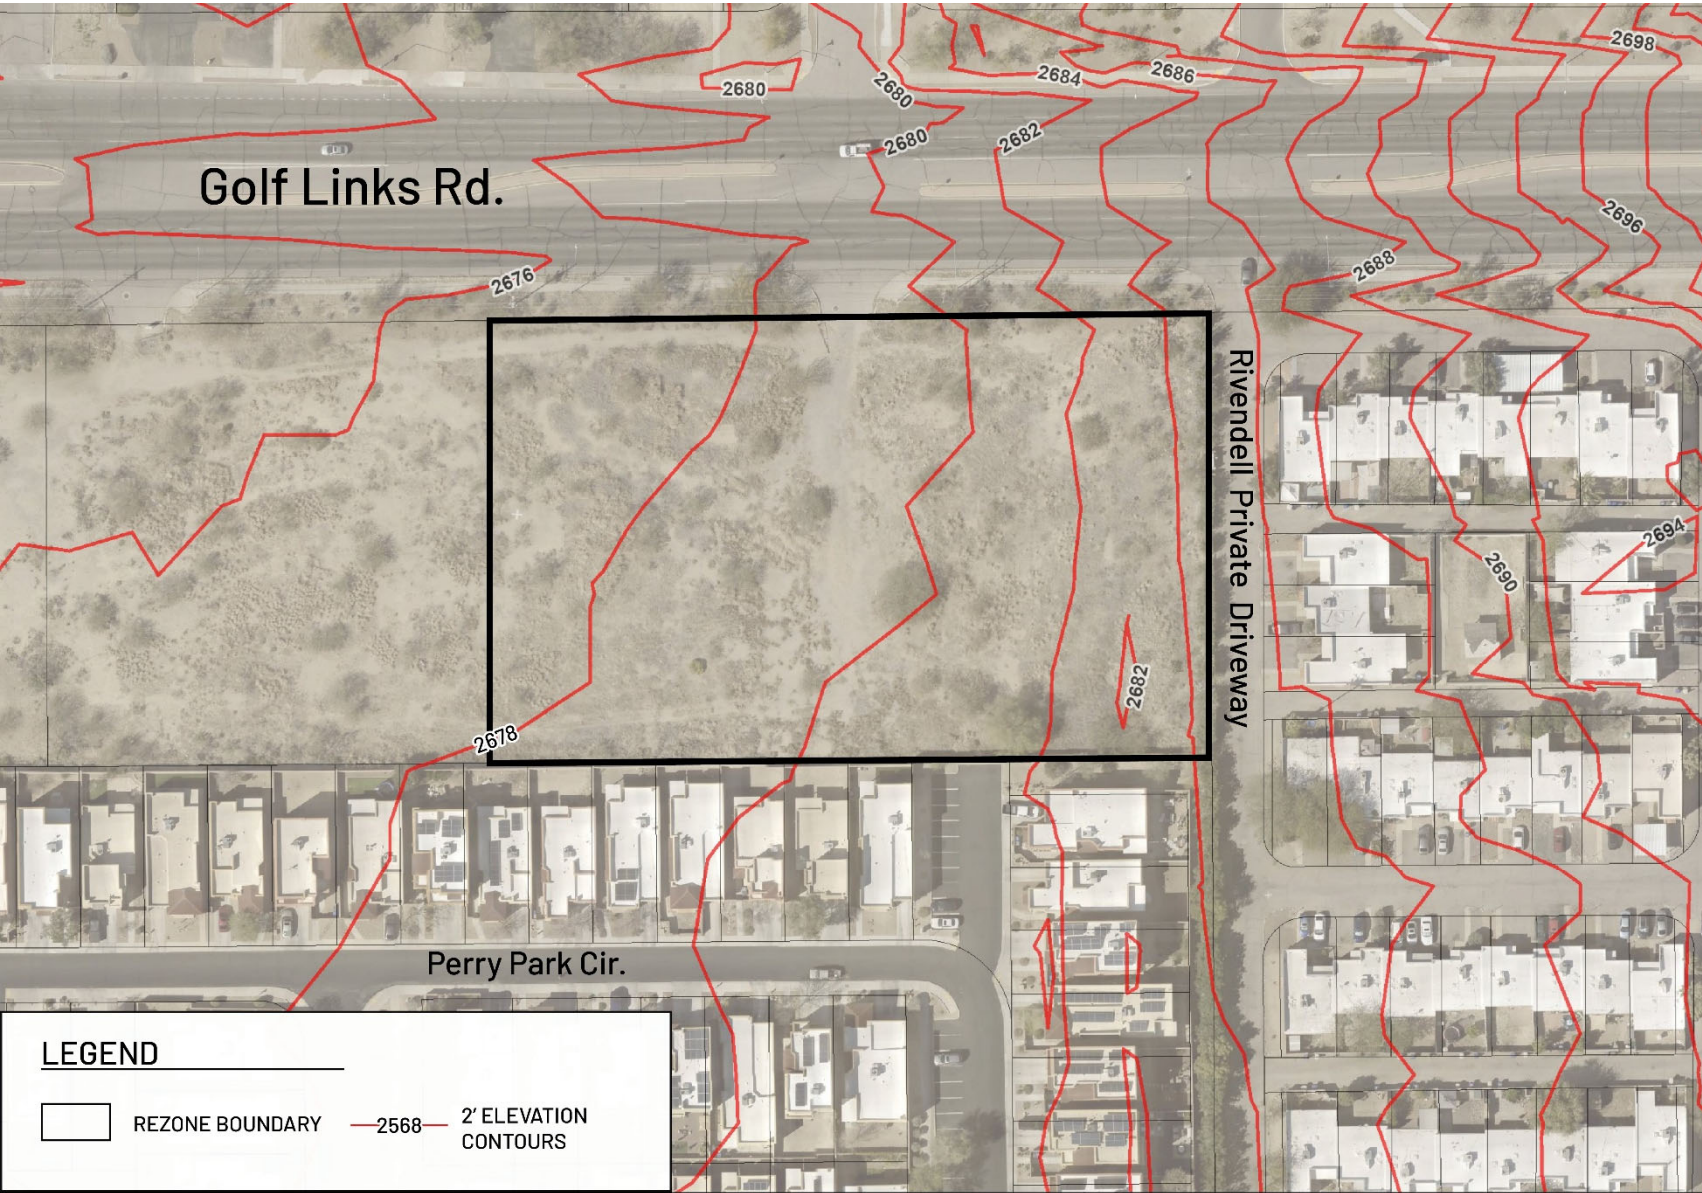 2698
2684
2686
2680
2680
2680
2682
Golf Links Rd.
2696
2688
2676
Rivendell Private Driveway
2694
2690
2682
2678
Perry Park Cir.
LEGEND
REZONE BOUNDARY
2568
2' ELEVATION
CONTOURS